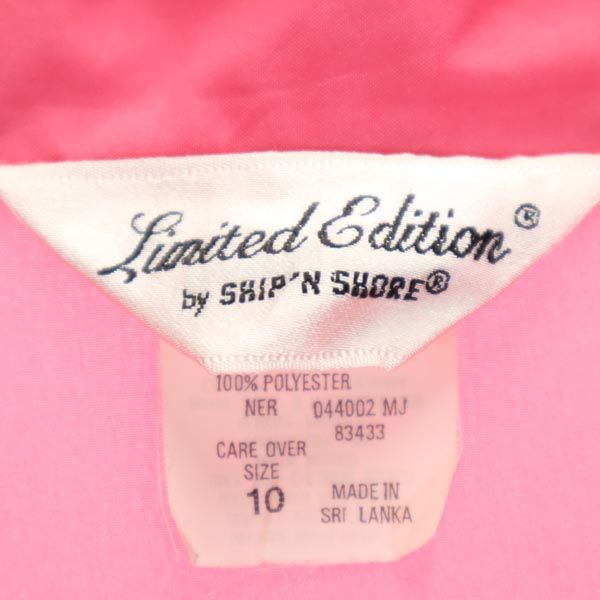 Limited Edition®
by SHIP'N SHORE®
100% POLYESTER
NER 044002 MJ
83433
CARE OVER
SIZE
10 MADE IN
SRI LANKA